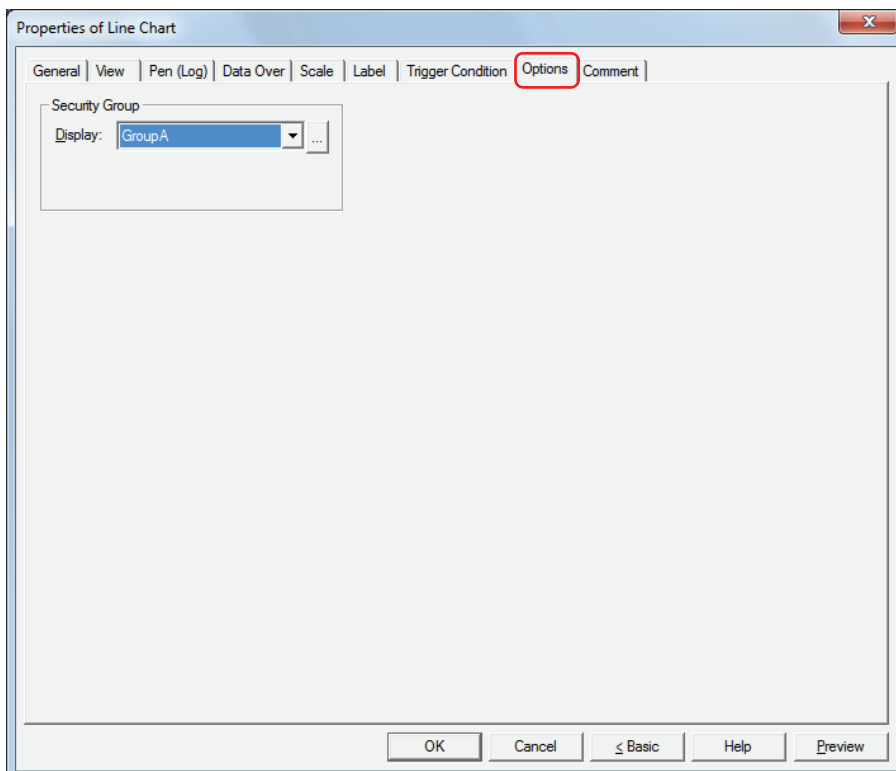 Properties of Line Chart
x
General View Pen (Log) Data Over Scale Label Trigger Condition Options Comment
Security Group
Display: GroupA ...
OK Cancel < Basic Help Preview